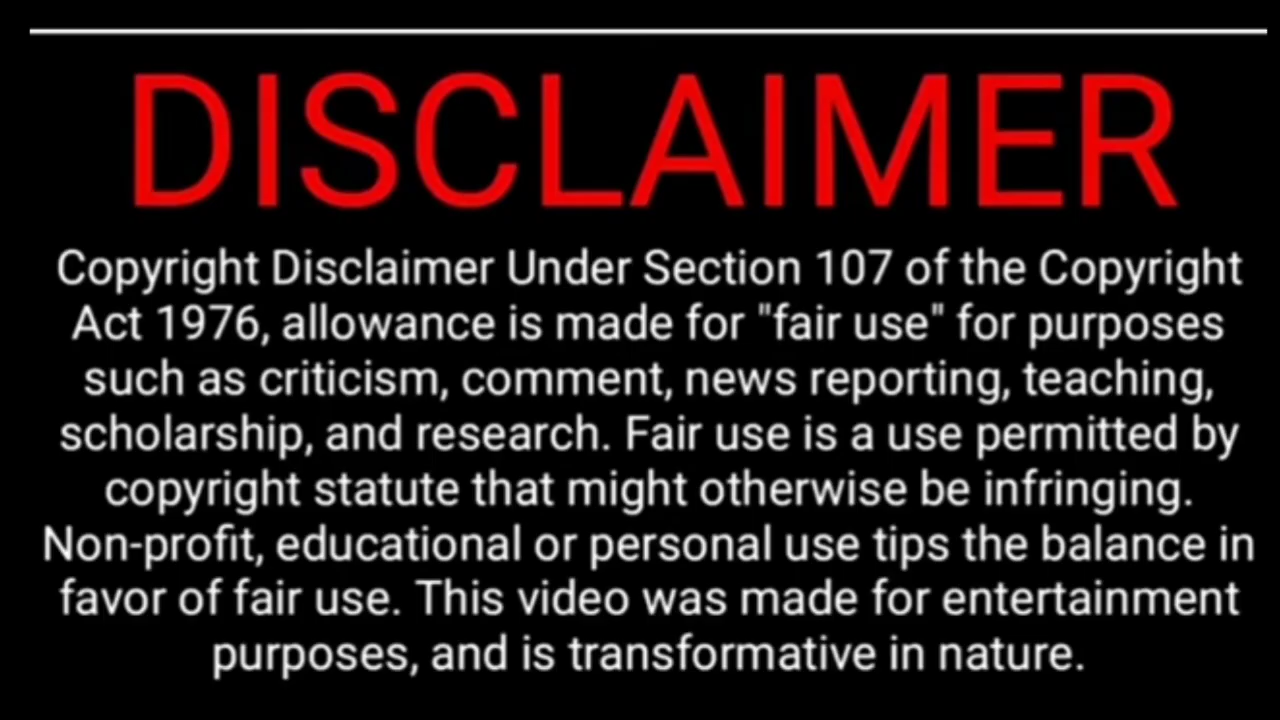 DISCLAIMER
Copyright Disclaimer Under Section 107 of the Copyright
Act 1976, allowance is made for "fair use" for purposes
such as criticism, comment, news reporting, teaching,
scholarship, and research. Fair use is a use permitted by
copyright statute that might otherwise be infringing.
Non-profit, educational or personal use tips the balance in
favor of fair use. This video was made for entertainment
purposes, and is transformative in nature.